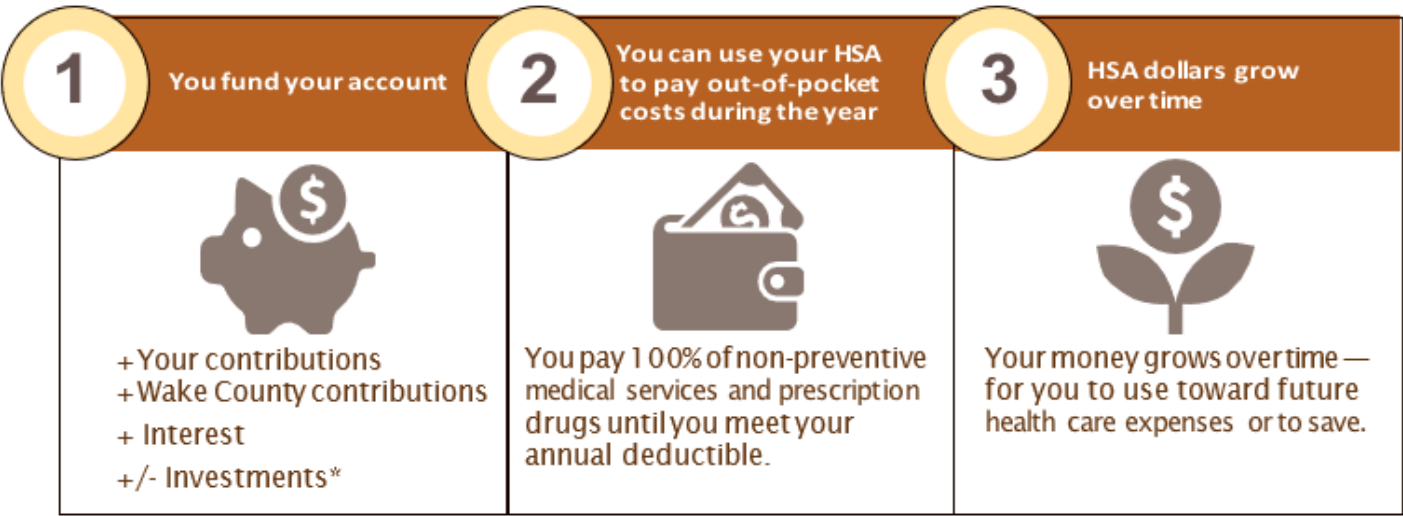 1
You fund your account
$
+ Your contributions
+ Wake County contributions
+ Interest
+/- Investments*
2
You can use your HSA
to pay out-of-pocket
costs during the year
$
You pay 100% of non-preventive
medical services and prescription
drugs until you meet your
annual deductible.
3
HSA dollars grow
over time
$
Your money grows over time —
for you to use toward future
health care expenses or to save.